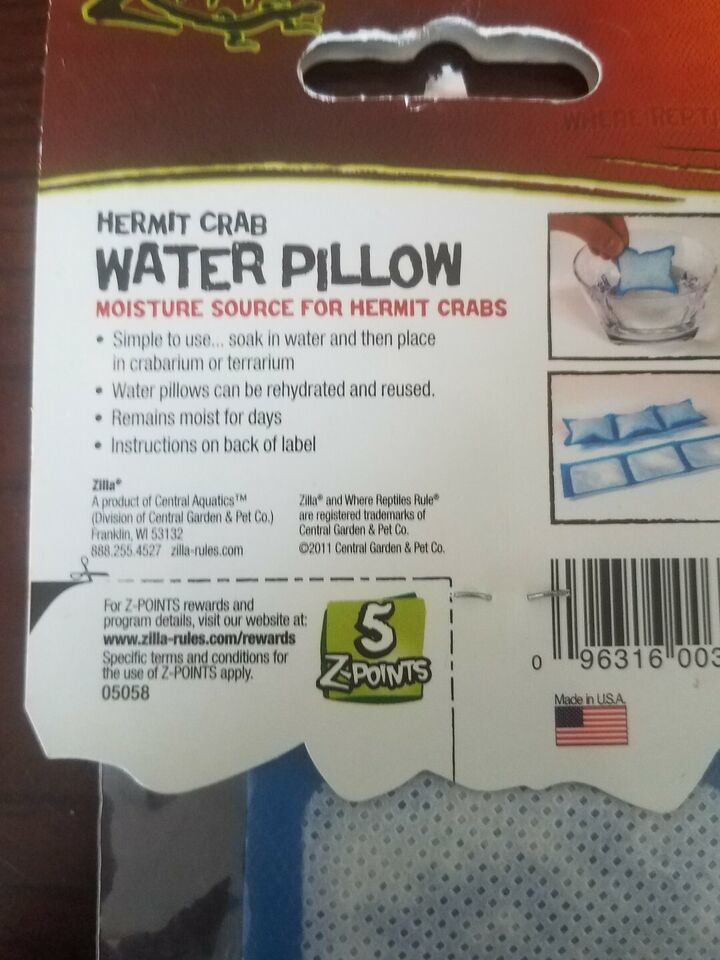 WHERE REPT
HERMIT CRAB
WATER PILLOW
MOISTURE SOURCE FOR HERMIT CRABS
• Simple to use... soak in water and then place
in crabarium or terrarium
• Water pillows can be rehydrated and reused.
• Remains moist for days
• Instructions on back of label
Zilla®
A product of Central Aquatics™
(Division of Central Garden & Pet Co.)
Franklin, WI 53132
888.255.4527 zilla-rules.com
Zilla® and Where Reptiles Rule®
are registered trademarks of
Central Garden & Pet Co.
©2011 Central Garden & Pet Co.
For Z-POINTS rewards and
program details, visit our website at:
www.zilla-rules.com/rewards
Specific terms and conditions for
the use of Z-POINTS apply.
05058
5
Z-POINTS
0 96316 003
Made in U.S.A.